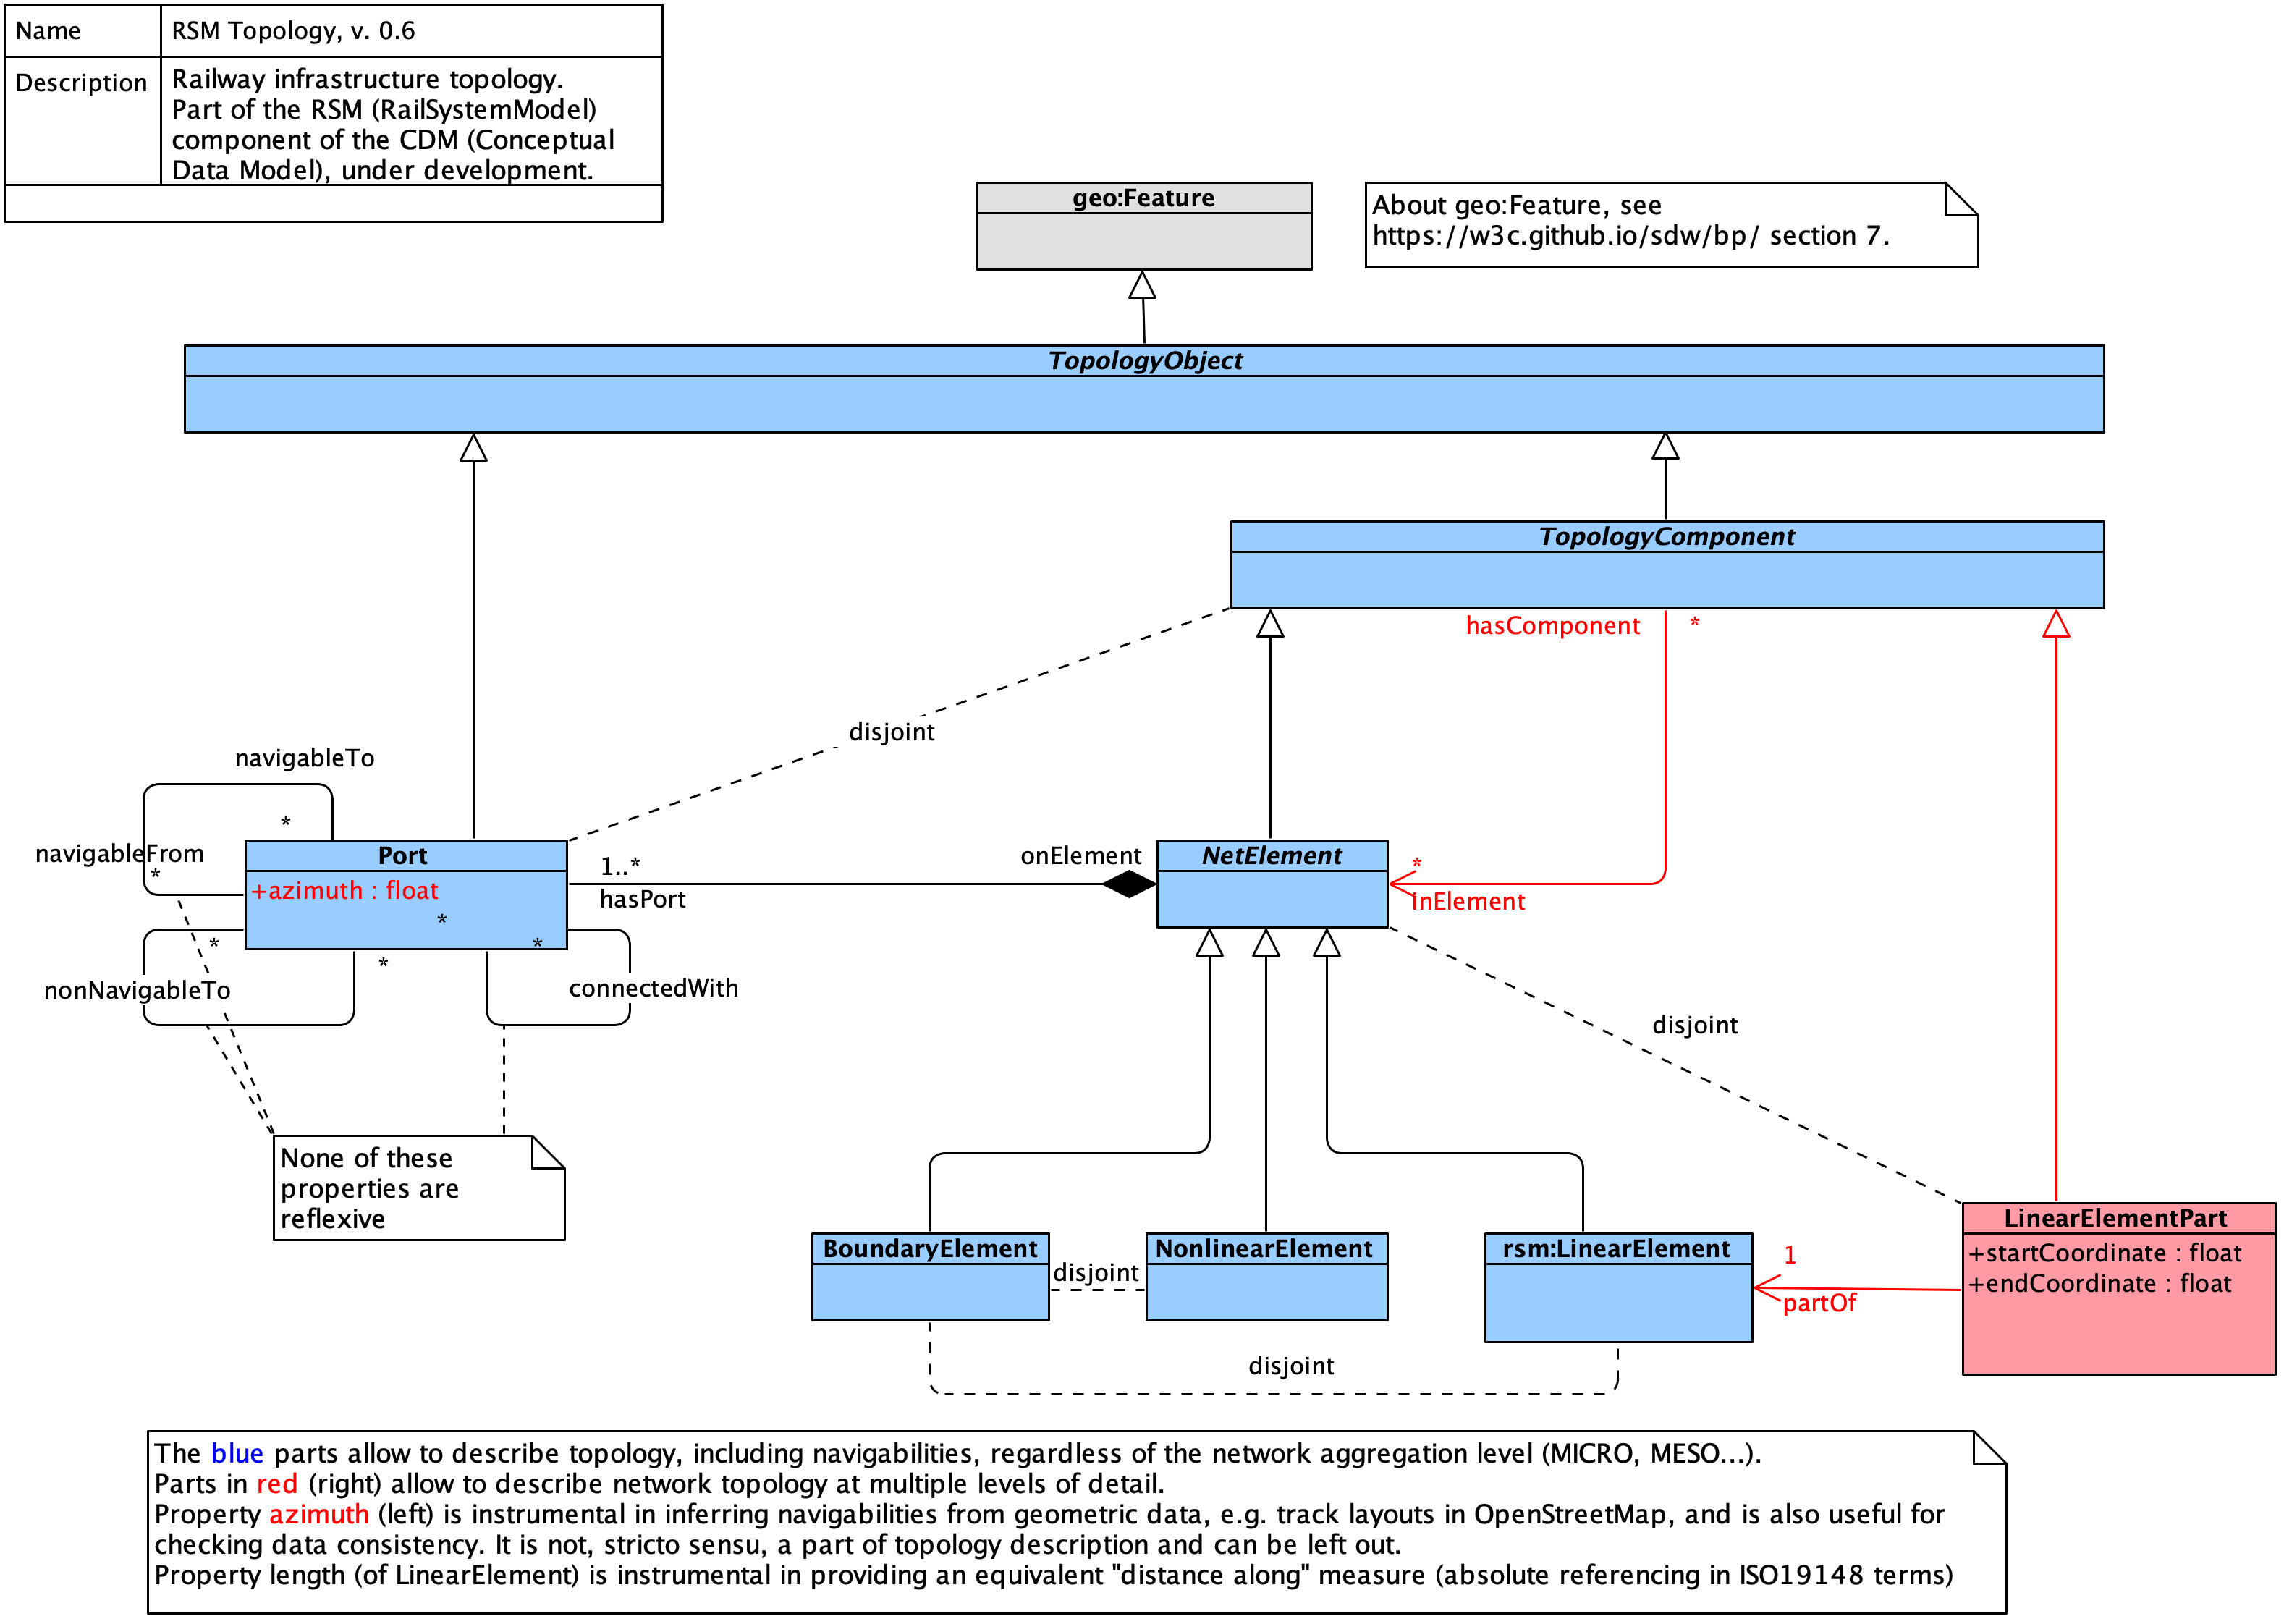 Name
RSM Topology, v. 0.6
Description
Railway infrastructure topology.
Part of the RSM (RailSystemModel)
component of the CDM (Conceptual
Data Model), under development.
geo:Feature
About geo:Feature, see
https://w3c.github.io/sdw/bp/ section 7.
TopologyObject
TopologyComponent
hasComponent *
disjoint
navigableTo
*
navigableFrom
*
Port
+azimuth : float
*
*
*
*
nonNavigableTo
connectedWith
1..*
hasPort
onElement
NetElement
*
inElement
disjoint
None of these
properties are
reflexive
BoundaryElement
disjoint
NonlinearElement
rsm:LinearElement
1
partOf
LinearElementPart
+startCoordinate : float
+endCoordinate : float
disjoint
The blue parts allow to describe topology, including navigabilities, regardless of the network aggregation level (MICRO, MESO...).
Parts in red (right) allow to describe network topology at multiple levels of detail.
Property azimuth (left) is instrumental in inferring navigabilities from geometric data, e.g. track layouts in OpenStreetMap, and is also useful for
checking data consistency. It is not, stricto sensu, a part of topology description and can be left out.
Property length (of LinearElement) is instrumental in providing an equivalent "distance along" measure (absolute referencing in ISO19148 terms)